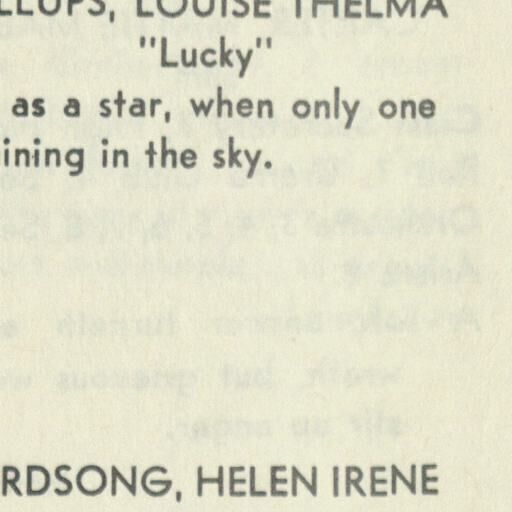 LLUPS, LOUISE THELMA
"Lucky"
as a star, when only one
ining in the sky.
RDSONG, HELEN IRENE